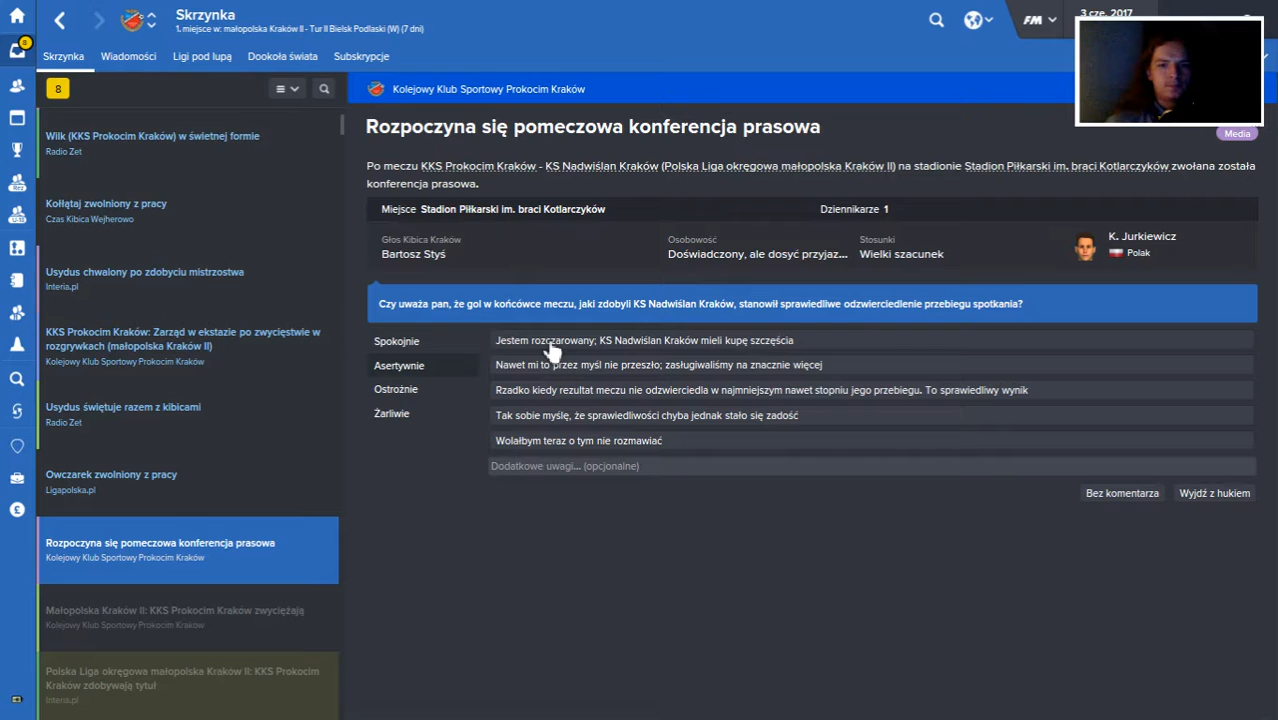 Skrzynka
1. miejsce w: małopolska Kraków II - Tur II Bielsk Podlaski (W) (7 dni)
FM
3 cze. 2017
8
Skrzynka
Wiadomości
Ligi pod lupą
Dookoła świata
Subskrypcje
8
Kolejowy Klub Sportowy Prokocim Kraków
Wilk (KKS Prokocim Kraków) w świetnej formie
Radio Zet
Kołłątaj zwolniony z pracy
Czas Kibica Wejherowo
Usydus chwalony po zdobyciu mistrzostwa
Interia.pl
KKS Prokocim Kraków: Zarząd w ekstazie po zwycięstwie w
rozgrywkach (małopolska Kraków II)
Kolejowy Klub Sportowy Prokocim Kraków
Usydus świętuje razem z kibicami
Radio Zet
Owczarek zwolniony z pracy
Ligapolska.pl
Rozpoczyna się pomeczowa konferencja prasowa
Kolejowy Klub Sportowy Prokocim Kraków
Małopolska Kraków II: KKS Prokocim Kraków zwyciężają
Kolejowy Klub Sportowy Prokocim Kraków
Polska Liga okręgowa małopolska Kraków II: KKS Prokocim
Kraków zdobywają tytuł
Interia.pl
Rozpoczyna się pomeczowa konferencja prasowa
Media
Po meczu KKS Prokocim Kraków - KS Nadwiślan Kraków (Polska Liga okręgowa małopolska Kraków II) na stadionie Stadion Piłkarski im. braci Kotlarczyków zwołana została
konferencja prasowa.
Miejsce Stadion Piłkarski im. braci Kotlarczyków
Dziennikarze 1
Głos Kibica Kraków
Bartosz Styś
Osobowość
Doświadczony, ale dosyć przyjaz...
Stosunki
Wielki szacunek
K. Jurkiewicz
Polak
Czy uważa pan, że gol w końcówce meczu, jaki zdobyli KS Nadwiślan Kraków, stanowił sprawiedliwe odzwierciedlenie przebiegu spotkania?
Spokojnie
Asertywnie
Ostrożnie
Żarliwie
Jestem rozczarowany; KS Nadwiślan Kraków mieli kupę szczęścia
Nawet mi to przez myśl nie przeszło; zasługiwaliśmy na znacznie więcej
Rzadko kiedy rezultat meczu nie odzwierciedla w najmniejszym nawet stopniu jego przebiegu. To sprawiedliwy wynik
Tak sobie myślę, że sprawiedliwości chyba jednak stało się zadość
Wolałbym teraz o tym nie rozmawiać
Dodatkowe uwagi... (opcjonalne)
Bez komentarza
Wyjdź z hukiem